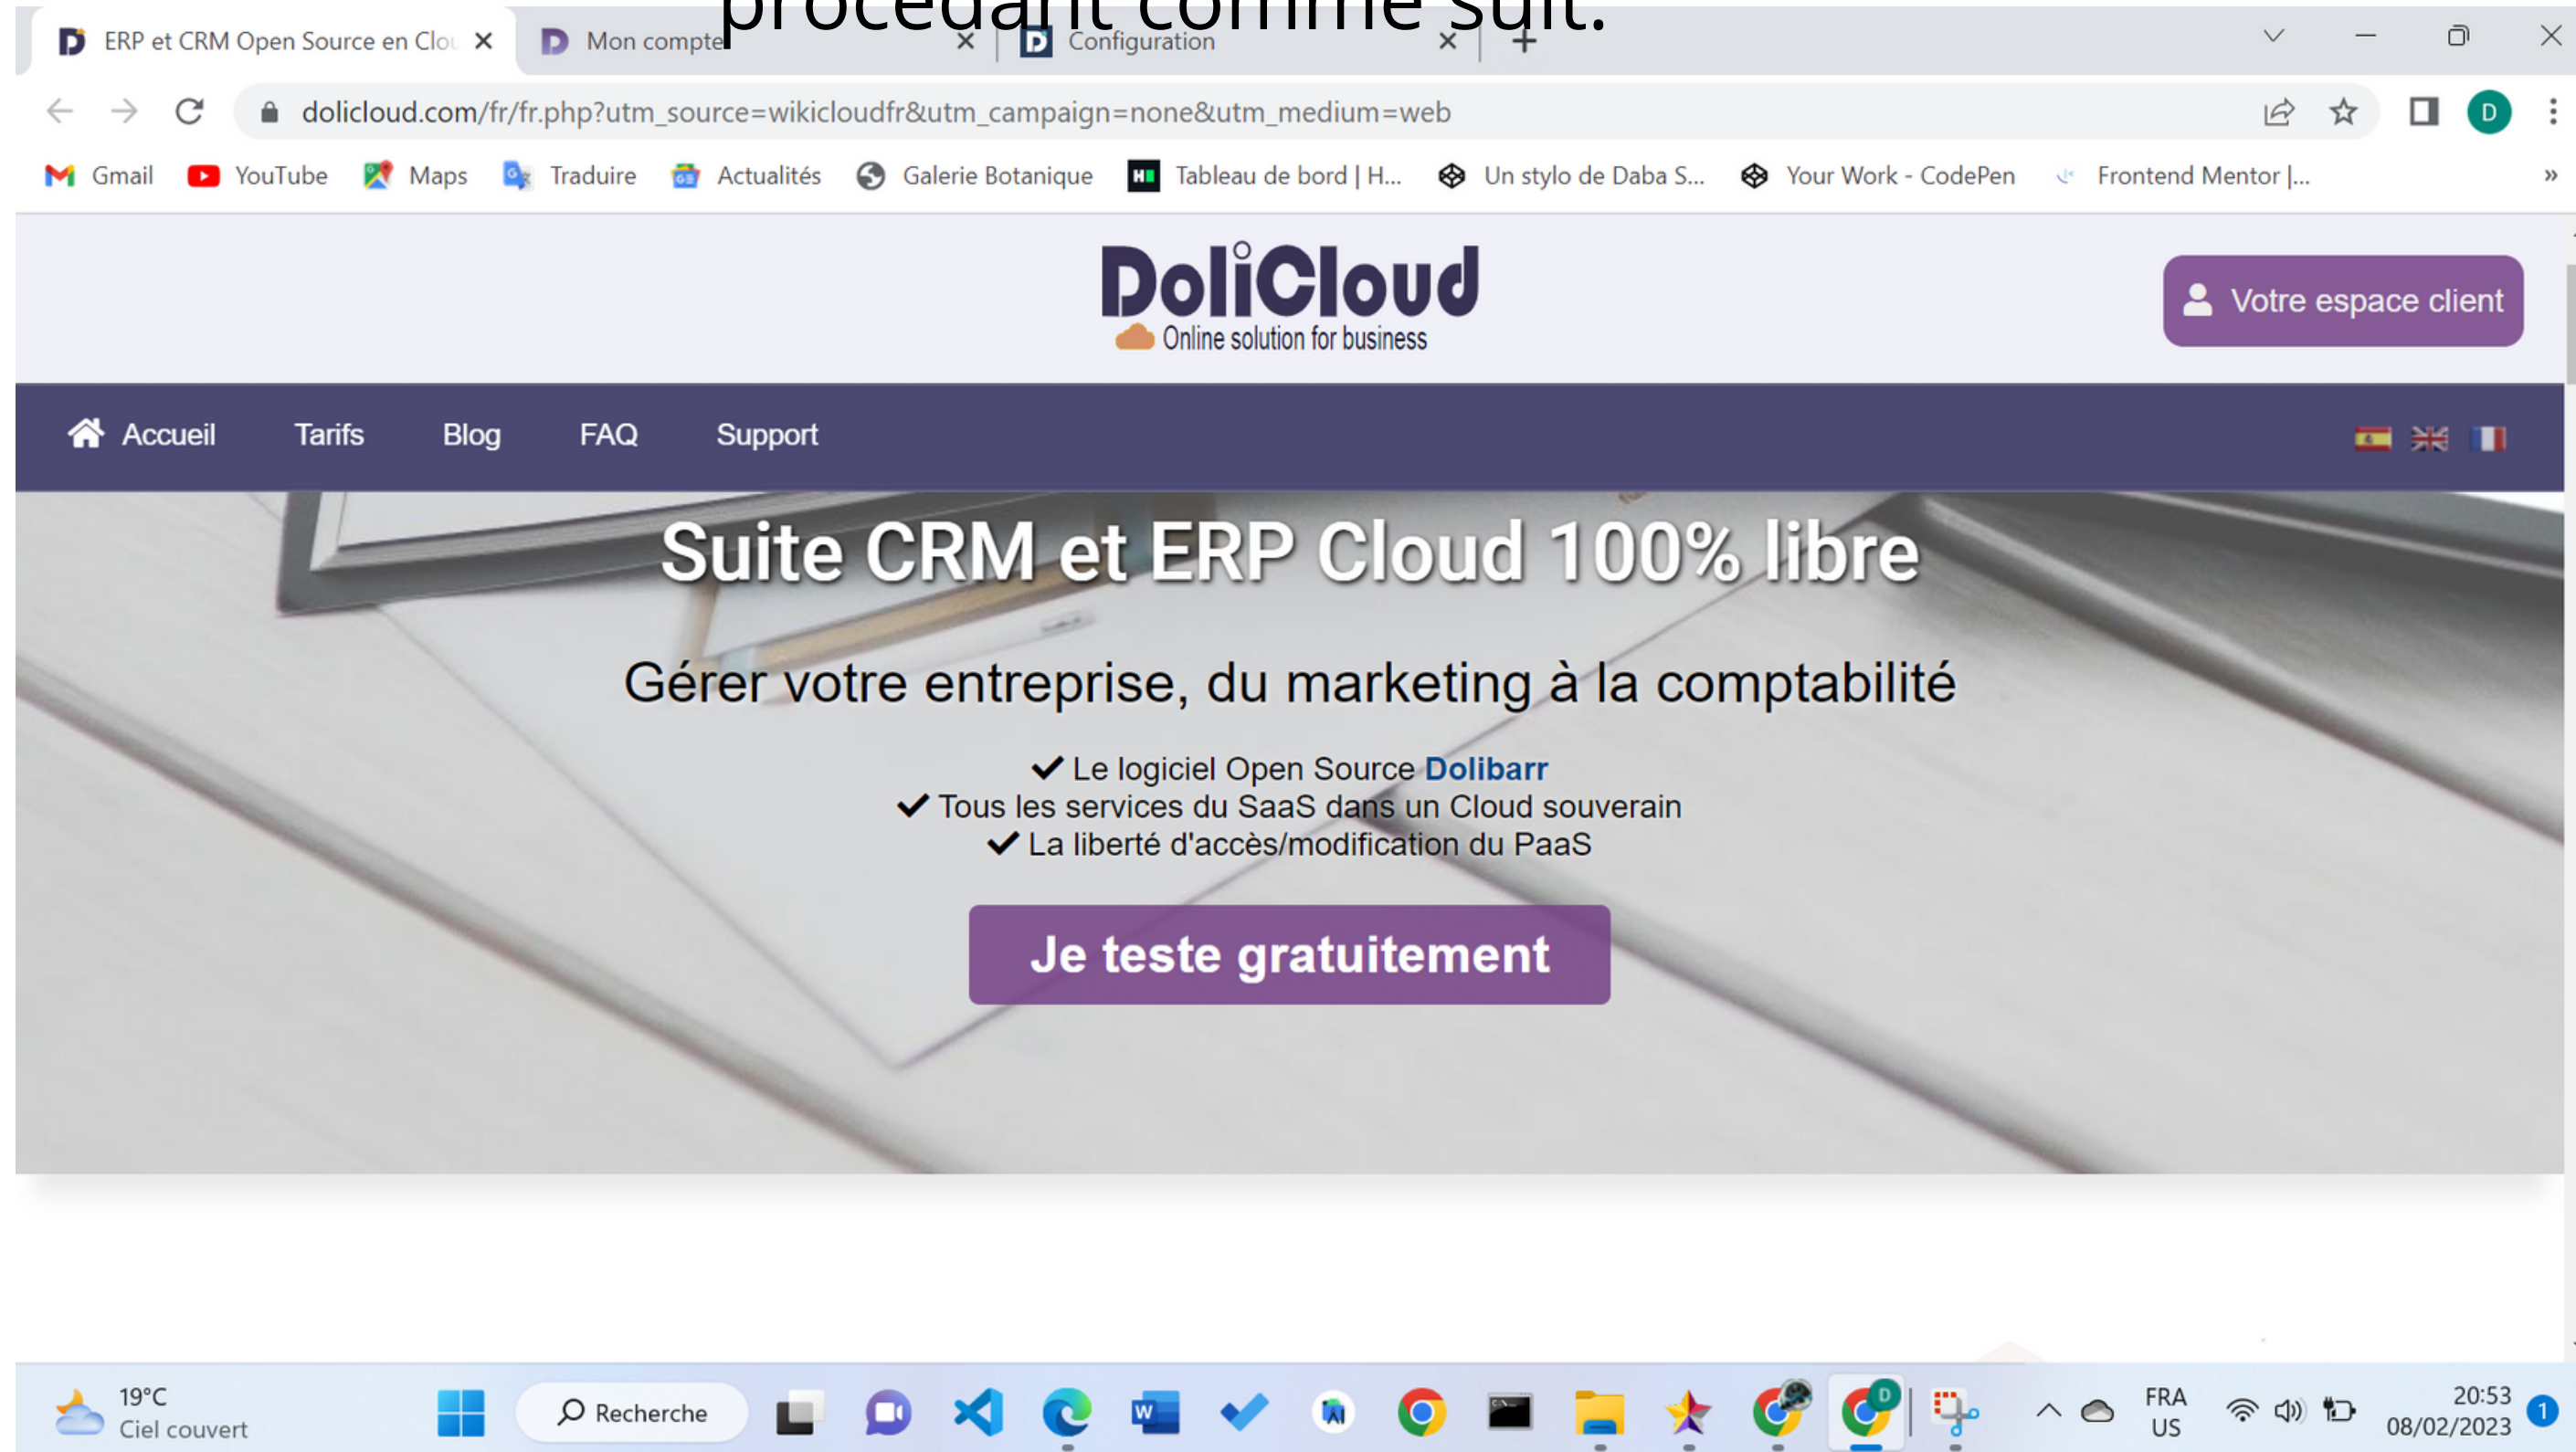 procédant comme suit.
ERP et CRM Open Source en Clou
Mon compte
Configuration
dolicloud.com/fr/fr.php?utm_source=wikicloudfr&utm_campaign=none&utm_medium=web
D
Gmail YouTube Maps Traduire Actualités Galerie Botanique Tableau de bord | H... Un stylo de Daba S... Your Work - CodePen Frontend Mentor |... »
DoliCloud
Online solution for business
Votre espace client
Accueil Tarifs Blog FAQ Support
Suite CRM et ERP Cloud 100% libre
Gérer votre entreprise, du marketing à la comptabilité
Le logiciel Open Source Dolibarr
Tous les services du SaaS dans un Cloud souverain
La liberté d'accès/modification du PaaS
Je teste gratuitement
19°C
Ciel couvert
Recherche
FRA
US
20:53
08/02/2023
1